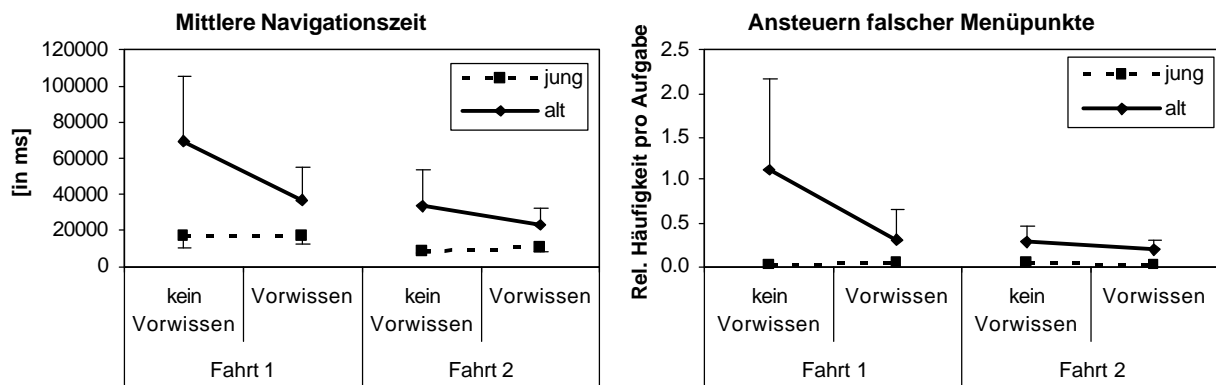 Mittlere Navigationszeit
[in ms]
120000
100000
80000
60000
40000
20000
0
jung
alt
kein Vorwissen
Vorwissen
kein Vorwissen
Vorwissen
Fahrt 1
Fahrt 2
Ansteuern falscher Menüpunkte
Rel. Häufigkeit pro Aufgabe
2.5
2.0
1.5
1.0
0.5
0.0
jung
alt
kein Vorwissen
Vorwissen
kein Vorwissen
Vorwissen
Fahrt 1
Fahrt 2